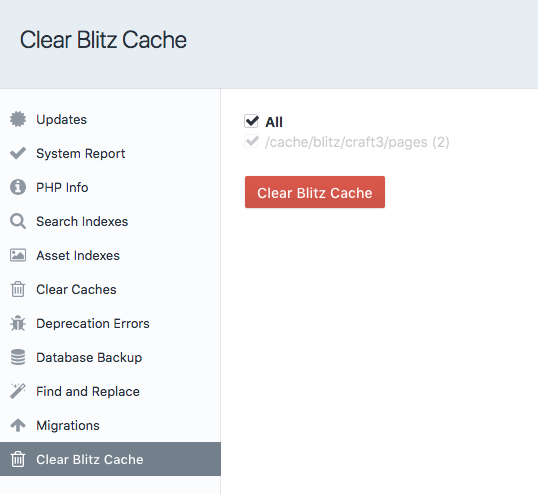 Clear Blitz Cache
Updates
System Report
PHP Info
Search Indexes
Asset Indexes
Clear Caches
Deprecation Errors
Database Backup
Find and Replace
Migrations
Clear Blitz Cache
All
/cache/blitz/craft3/pages (2)
Clear Blitz Cache